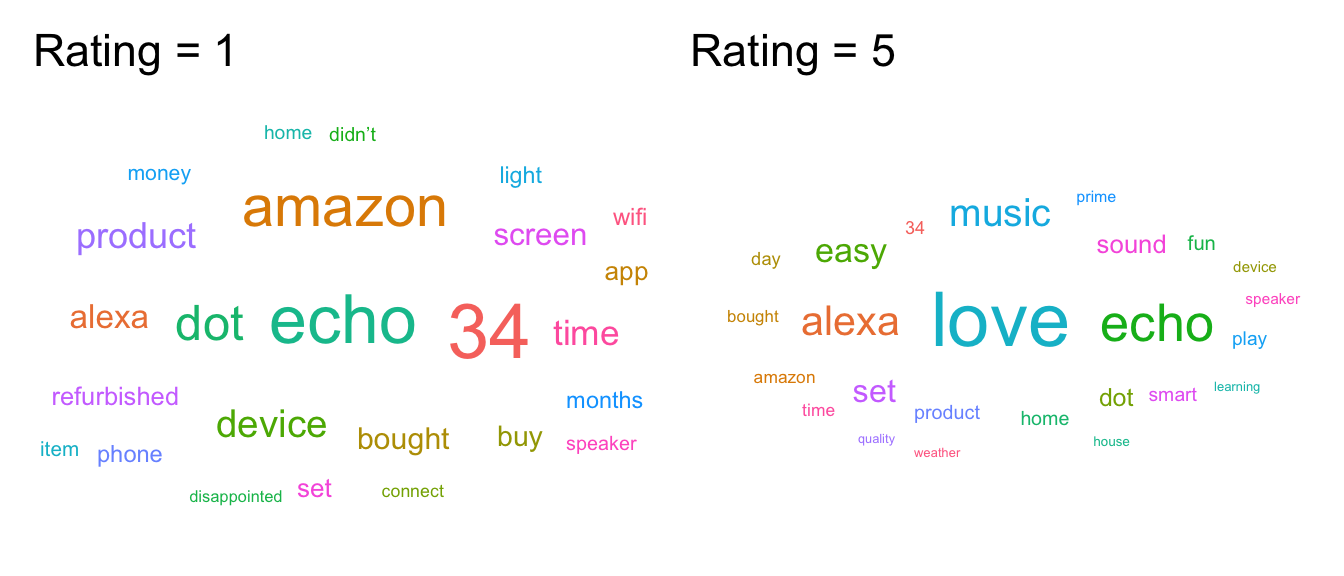 Rating = 1
home didn't
money light
amazon wifi
product screen
app
alexa dot echo 34 time
refurbished months
device bought buy speaker
item phone
disappointed set connect
Rating = 5
prime
34 music
day easy sound fun
device
speaker
bought alexa love echo play
amazon set dot smart learning
time product home
quality weather house